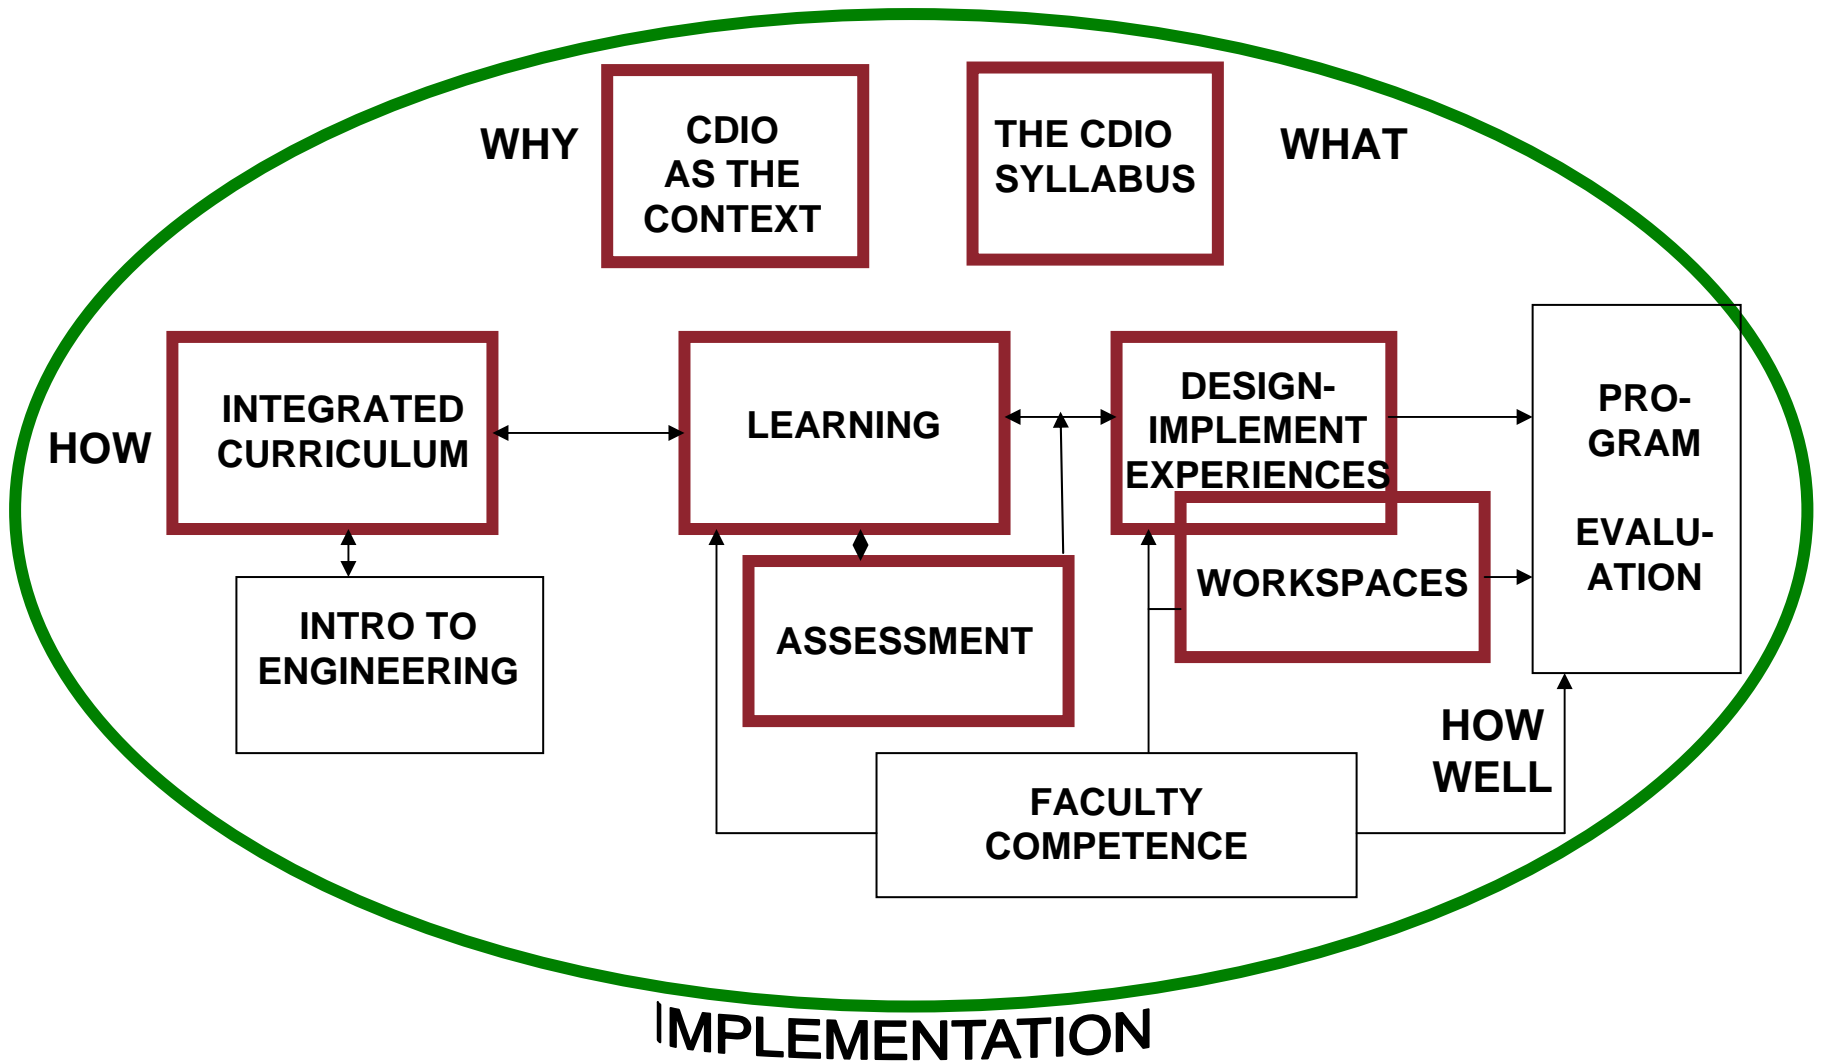 WHY
CDIO
AS THE
CONTEXT
THE CDIO
SYLLABUS
WHAT
HOW
INTEGRATED
CURRICULUM
LEARNING
DESIGN-
IMPLEMENT
EXPERIENCES
PRO-
GRAM
EVALU-
ATION
INTRO TO
ENGINEERING
ASSESSMENT
WORKSPACES
HOW
WELL
FACULTY
COMPETENCE
IMPLEMENTATION